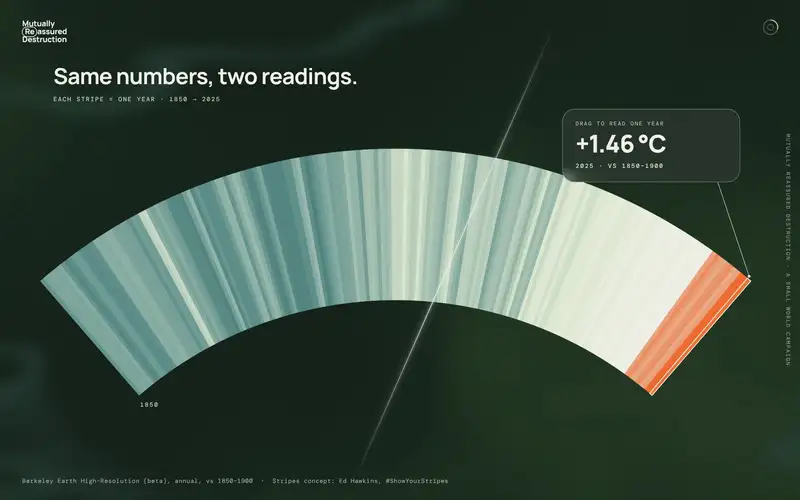 Mutually
(Re)assured
Destruction
Same numbers, two readings.
EACH STRIPE = ONE YEAR · 1850 → 2025
DRAG TO READ ONE YEAR
+1.46 °C
2025 · VS 1850–1900
1850
MUTUALLY REASSURED DESTRUCTION · A SMALL WORLD CAMPAIGN
Berkeley Earth High-Resolution (beta), annual, vs 1850–1900 · Stripes concept: Ed Hawkins, #ShowYourStripes